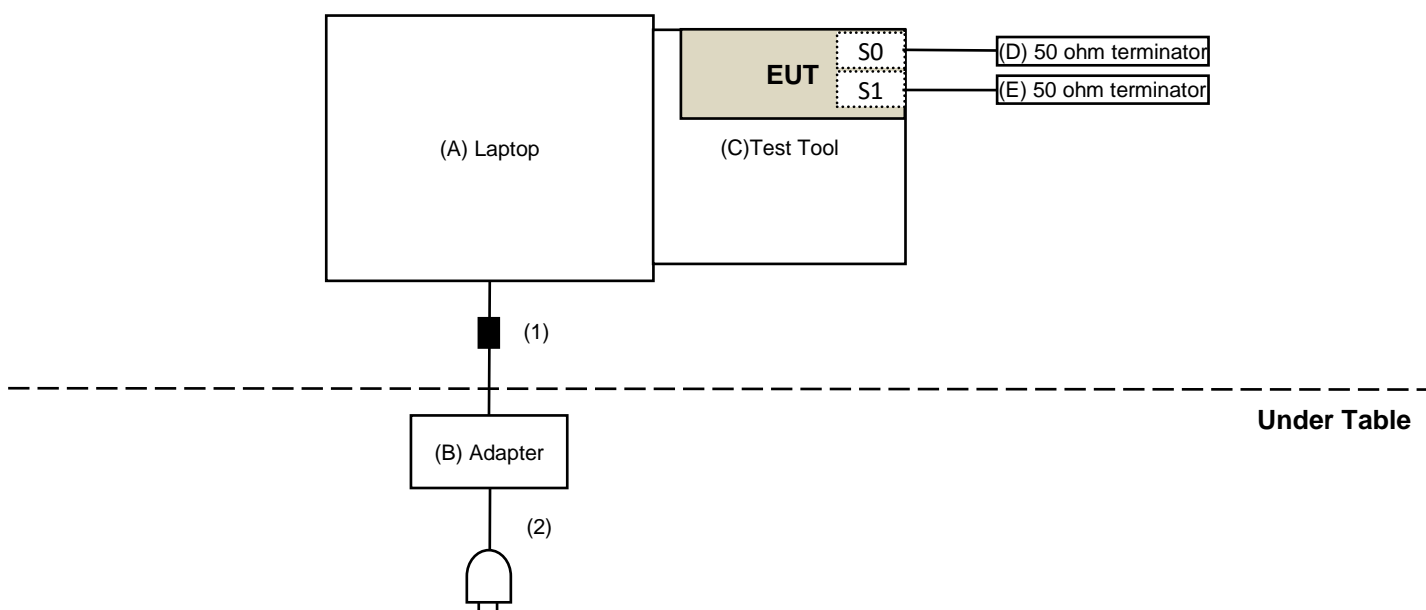 S0
(D) 50 ohm terminator
EUT
S1
(E) 50 ohm terminator
(A) Laptop
(C)Test Tool
(1)
Under Table
(B) Adapter
(2)